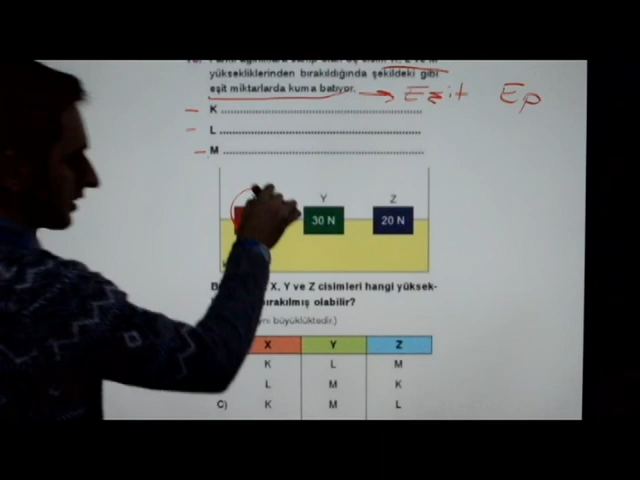 yüksekliklerinden bırakıldığında şekildeki gibi
eşit miktarlarda kuma batıyor. → Eşit Ep
K
L
M
Y Z
30 N 20 N
X, Y ve Z cisimleri hangi yüksek-
bırakılmış olabilir?
büyüklüktedir.)
X Y Z
K L M
L M K
C) K M L